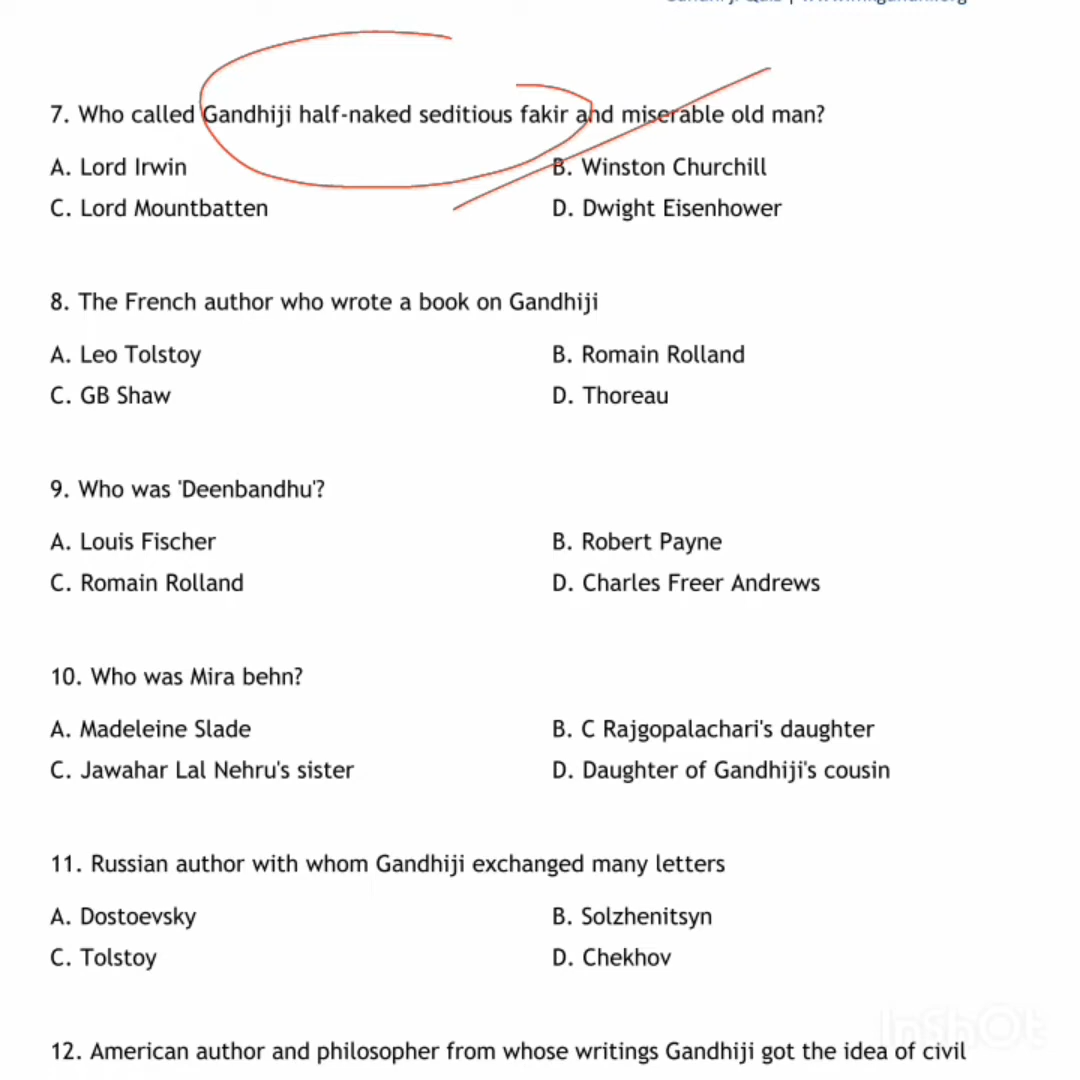 7. Who called Gandhiji half-naked seditious fakir and miserable old man?
A. Lord Irwin B. Winston Churchill
C. Lord Mountbatten D. Dwight Eisenhower
8. The French author who wrote a book on Gandhiji
A. Leo Tolstoy B. Romain Rolland
C. GB Shaw D. Thoreau
9. Who was 'Deenbandhu'?
A. Louis Fischer B. Robert Payne
C. Romain Rolland D. Charles Freer Andrews
10. Who was Mira behn?
A. Madeleine Slade B. C Rajgopalachari's daughter
C. Jawahar Lal Nehru's sister D. Daughter of Gandhiji's cousin
11. Russian author with whom Gandhiji exchanged many letters
A. Dostoevsky B. Solzhenitsyn
C. Tolstoy D. Chekhov
InShOt
12. American author and philosopher from whose writings Gandhiji got the idea of civil